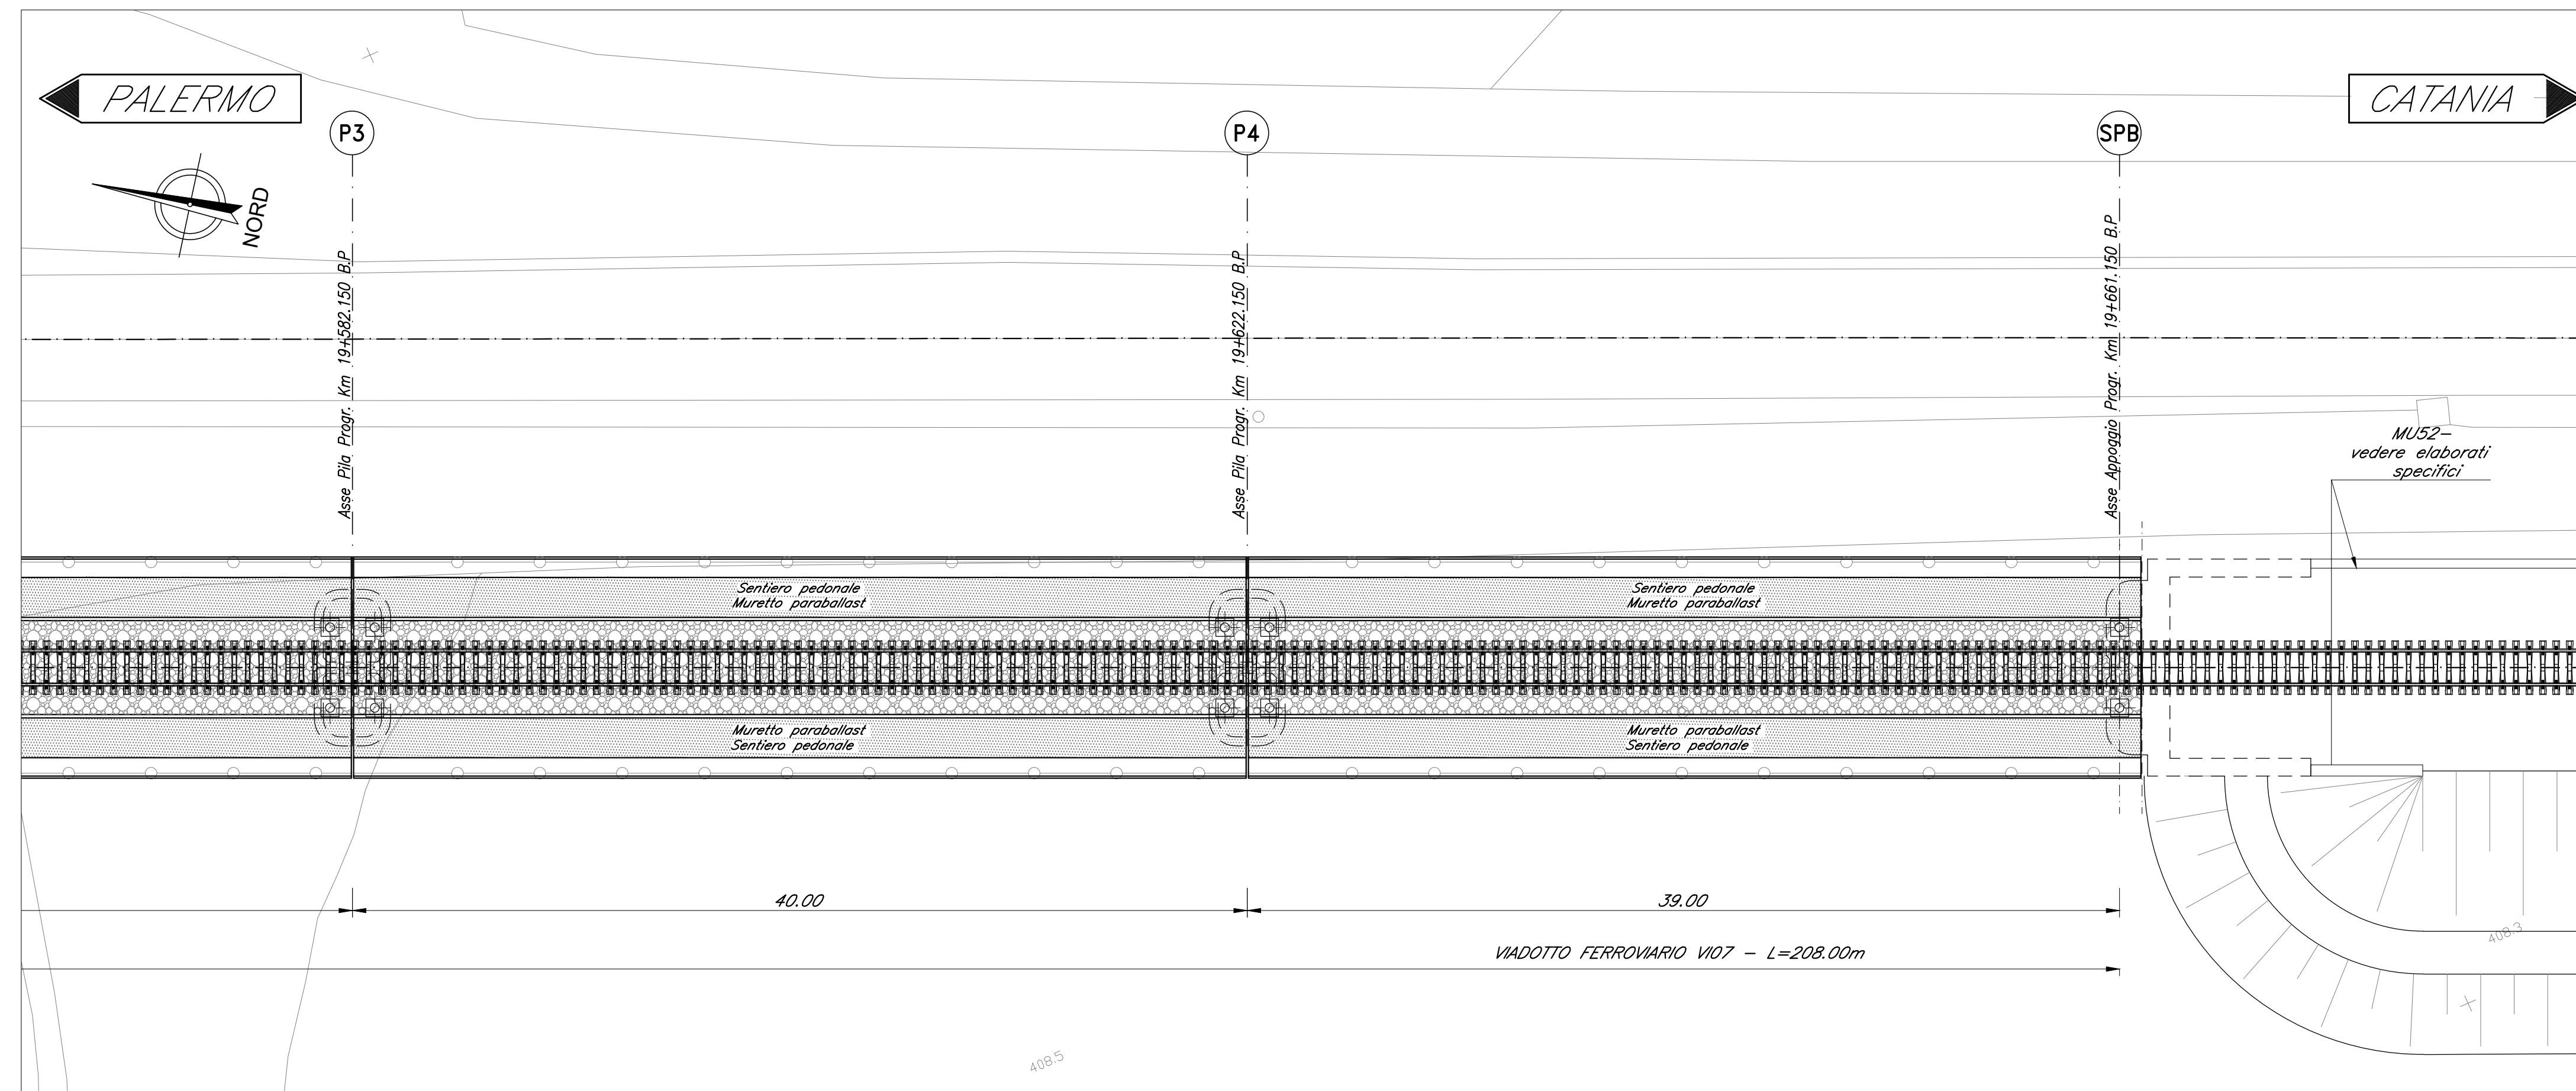 PALERMO
CATANIA
P3
P4
SPB
NORD
Asse Pila Progr. Km 19+582.150 B.P
Asse Pila Progr. Km 19+622.150 B.P
Asse Appoggio Progr. Km 19+661.150 B.P
MU52-
vedere elaborati
specifici
Sentiero pedonale
Muretto paraballast
Sentiero pedonale
Muretto paraballast
Muretto paraballast
Sentiero pedonale
Muretto paraballast
Sentiero pedonale
40.00
39.00
VIADOTTO FERROVIARIO VI07 - L=208.00m
408.3
408.5